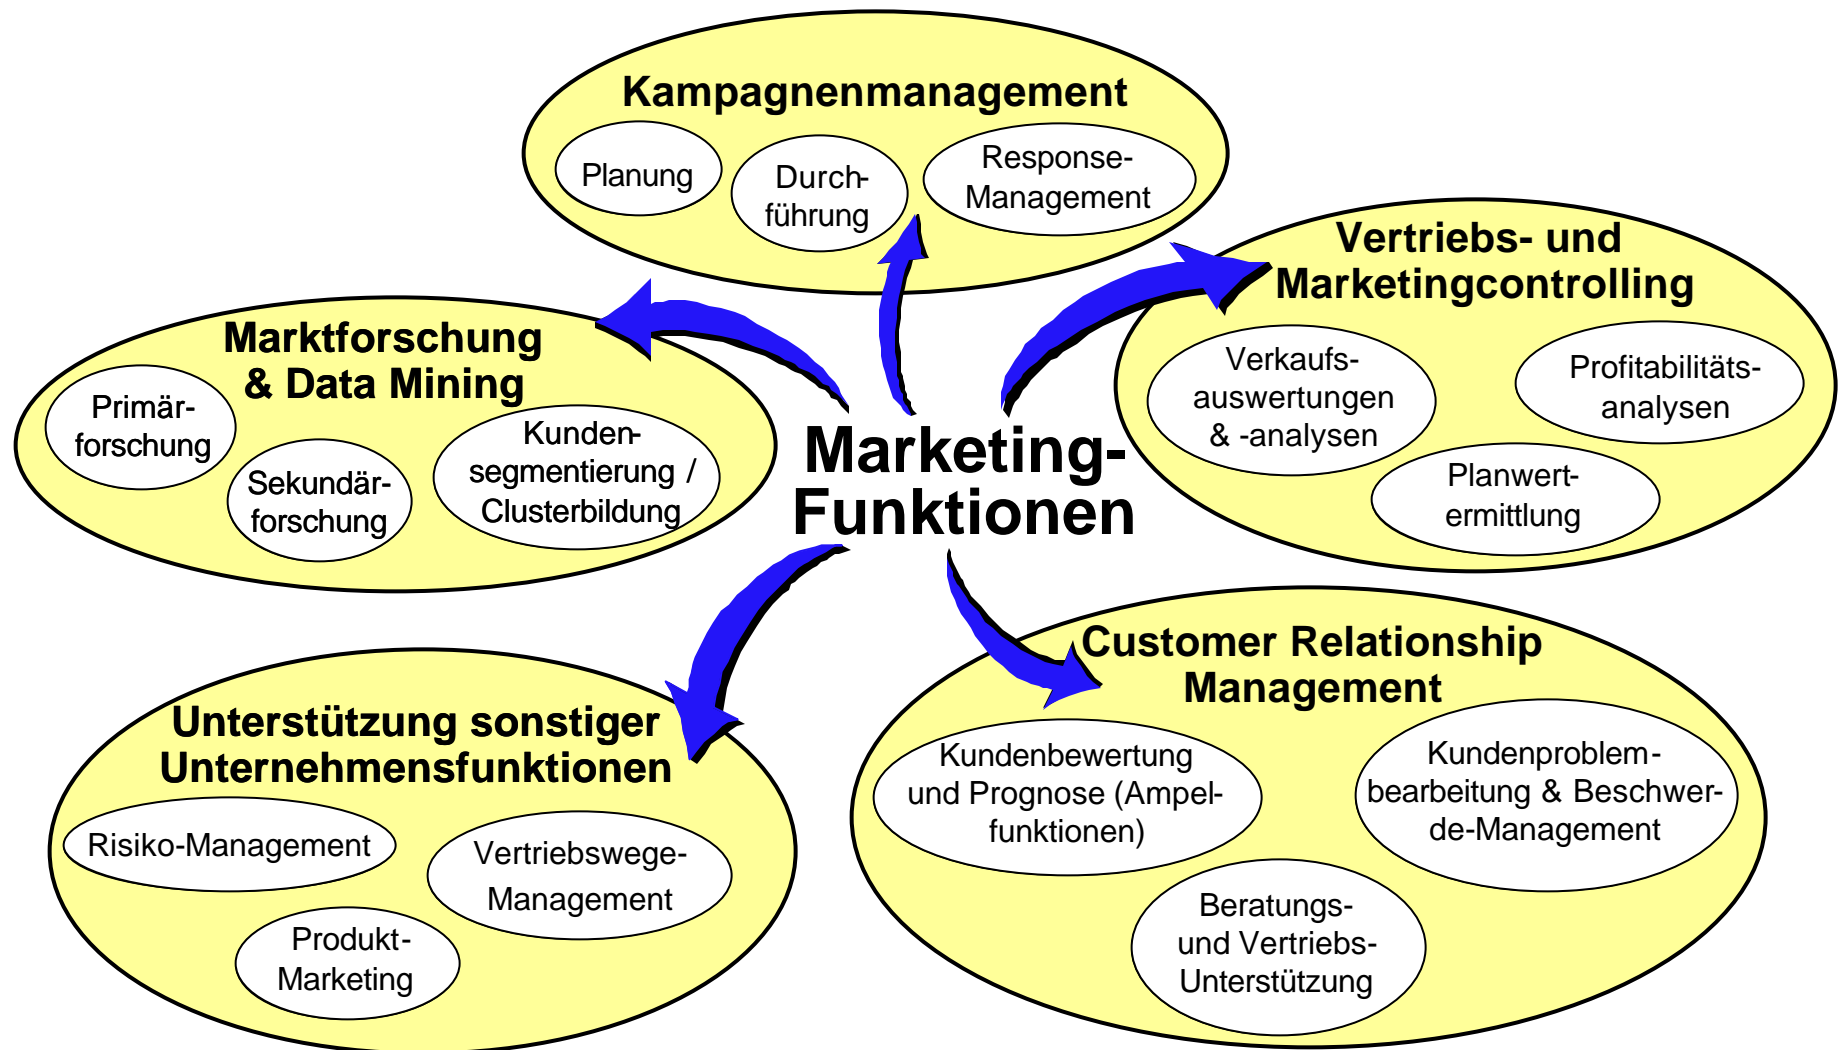 Kampagnenmanagement
Planung
Durch-
führung
Response-
Management
Vertriebs- und
Marketingcontrolling
Verkaufs-
auswertungen
& -analysen
Profitabilitäts-
analysen
Planwert-
ermittlung
Marktforschung
& Data Mining
Primär-
forschung
Sekundär-
forschung
Kunden-
segmentierung /
Clusterbildung
Marketing-
Funktionen
Unterstützung sonstiger
Unternehmensfunktionen
Risiko-Management
Vertriebswege-
Management
Produkt-
Marketing
Customer Relationship
Management
Kundenbewertung
und Prognose (Ampel-
funktionen)
Kundenproblem-
bearbeitung & Beschwer-
de-Management
Beratungs-
und Vertriebs-
Unterstützung